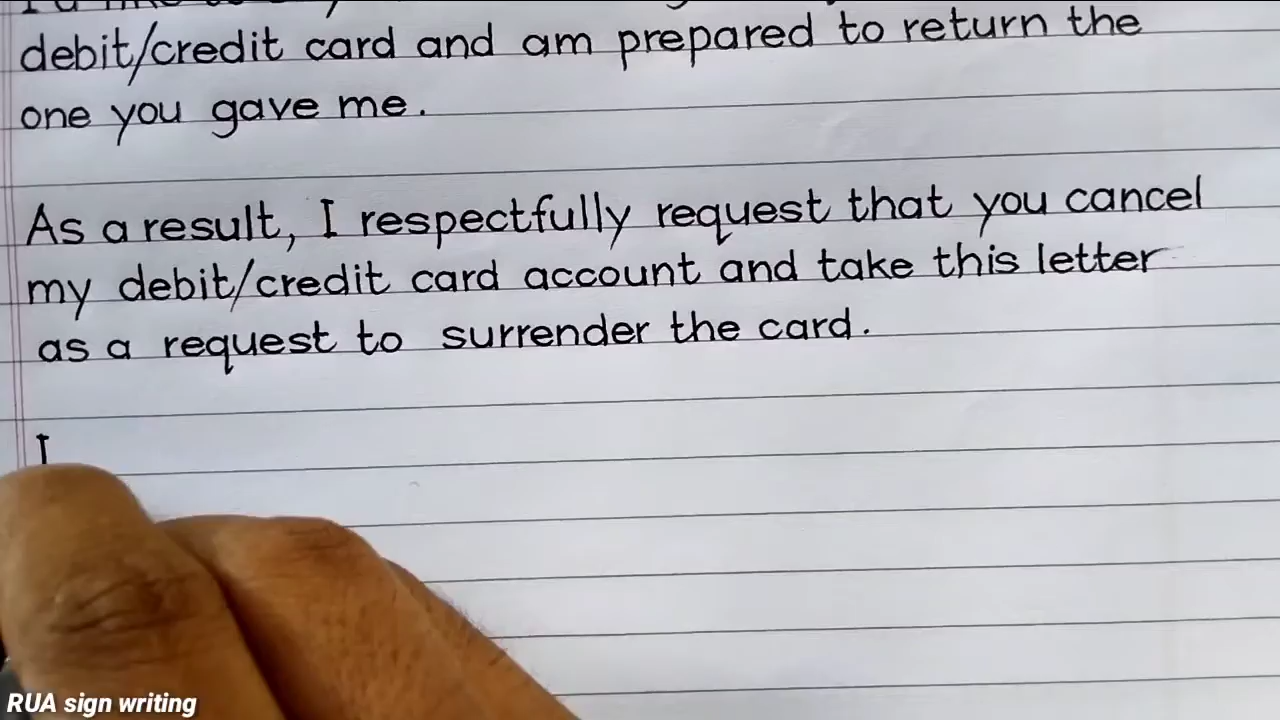 debit/credit card and am prepared to return the
one you gave me.
As a result, I respectfully request that you cancel
my debit/credit card account and take this letter
as a request to surrender the card.
I
RUA sign writing